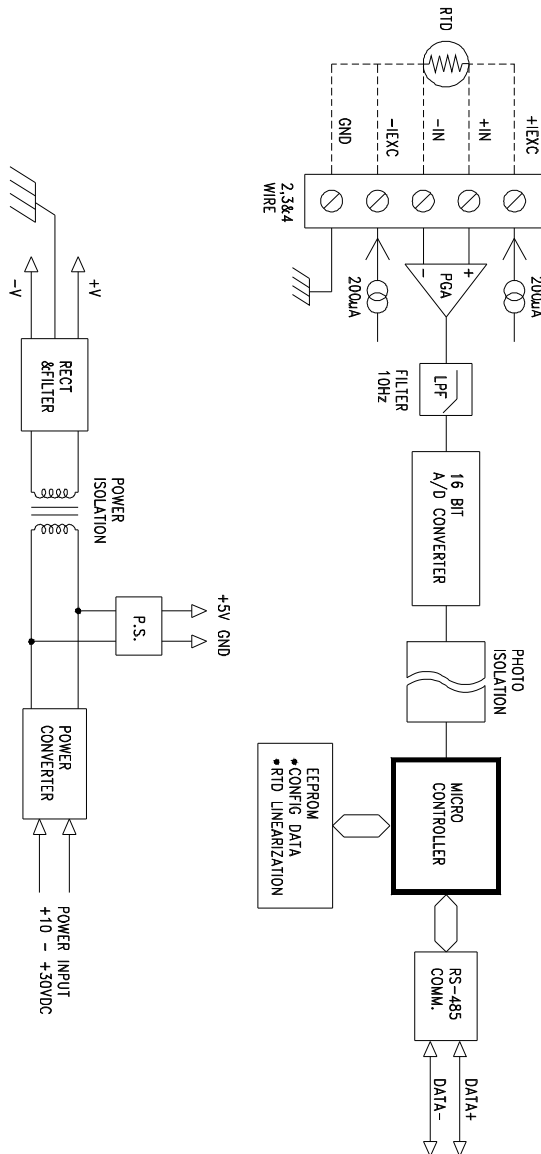 RTD
+IEXC
+IN
-IN
-IEXC
GND
2,3&4
WIRE
200uA
200uA
+
-
PGA
LPF
FILTER
10Hz
16 BIT
A/D CONVERTER
PHOTO
ISOLATION
MICRO
CONTROLLER
EEPROM
*CONFIG DATA
*RTD LINEARIZATION
RS-485
COMM.
DATA+
DATA-
+V
-V
RECT
&FILTER
POWER
ISOLATION
+5V GND
P.S.
POWER
CONVERTER
POWER INPUT
+10 - +30VDC